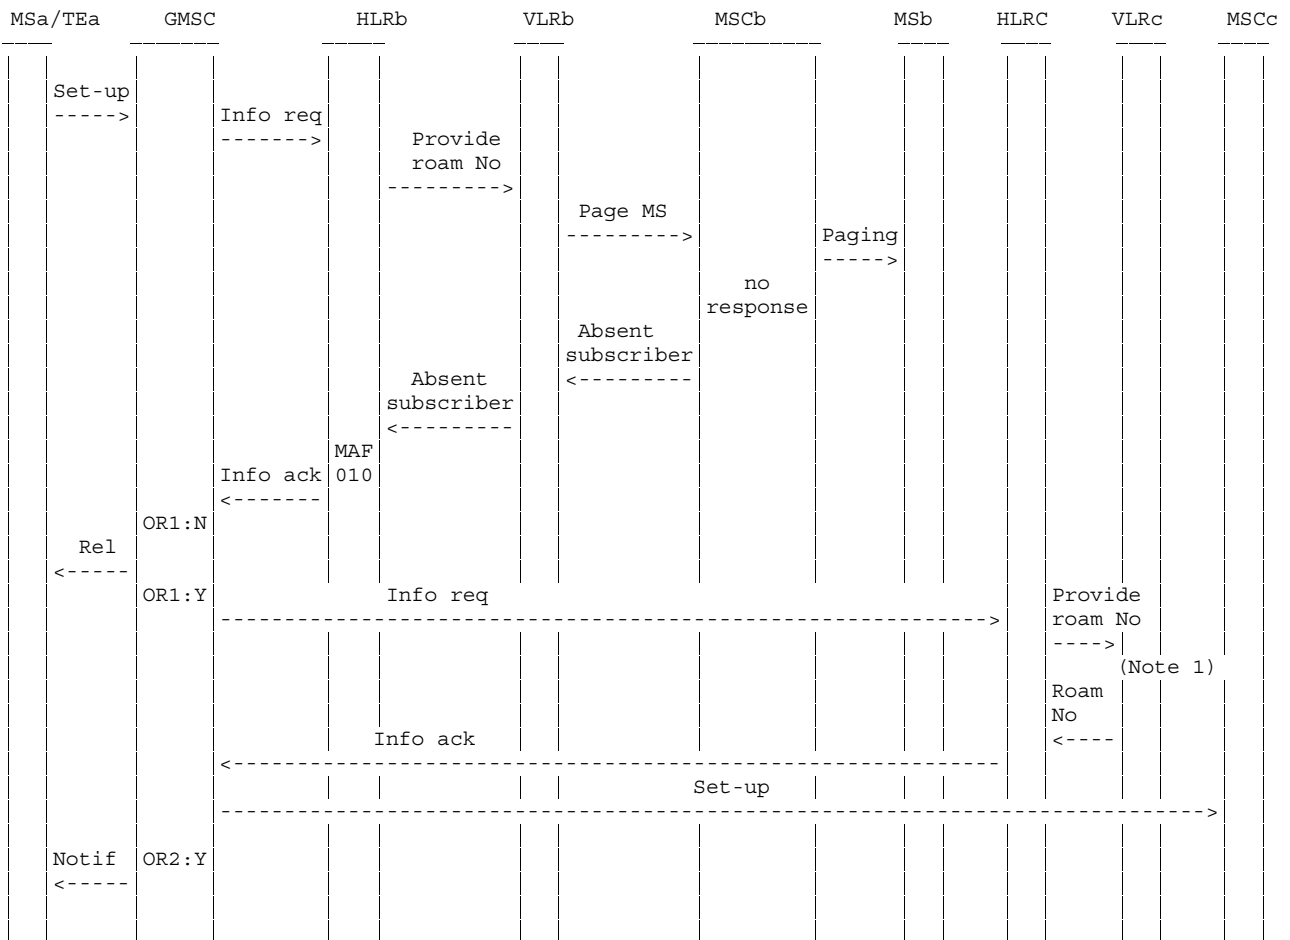 MSa/TEa GMSC HLRb VLRb MSCb MSb HLRC VLRc MSCc
Set-up
-----> Info req
-------> Provide
roam No
--------->
Page MS
---------> Paging
----->
no
response
Absent
subscriber
Absent <---------
subscriber
<---------
MAF
Info ack 010
<-------
OR1:N
Rel
<-----
OR1:Y Info req Provide
-------------------------------------------------------------> roam No
---->
(Note 1)
Roam
No
Info ack <----
<-------------------------------------------------------------
Set-up
------------------------------------------------------------------------------>
Notif OR2:Y
<-----